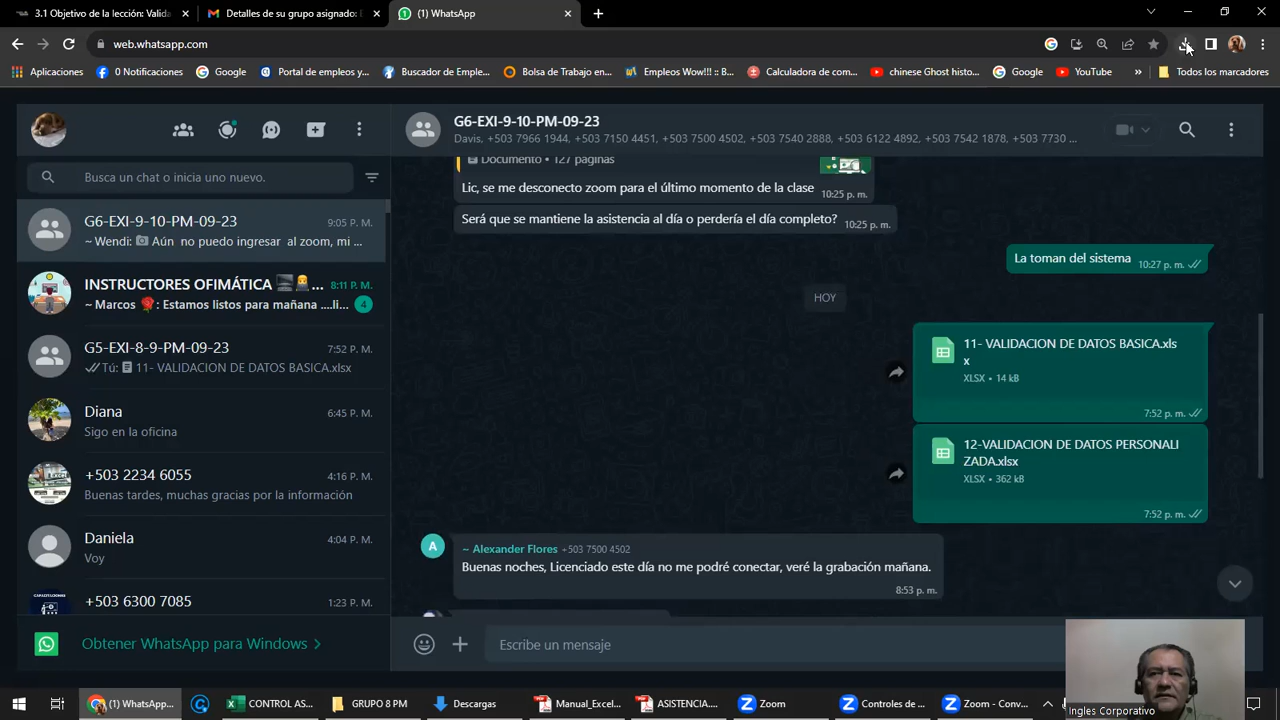 3.1 Objetivo de la lección: Valida
Detalles de su grupo asignado: E
(1) WhatsApp
web.whatsapp.com
Aplicaciones
0 Notificaciones
Google
Portal de empleos y...
Buscador de Emple...
Bolsa de Trabajo en...
Empleos Wow!!! :: B...
Calculadora de com...
chinese Ghost histo...
Google
YouTube
»
Todos los marcadores
G6-EXI-9-10-PM-09-23
Davis, +503 7966 1944, +503 7150 4451, +503 7500 4502, +503 7540 2888, +503 6122 4892, +503 7542 1878, +503 7730 ...
Busca un chat o inicia uno nuevo.
G6-EXI-9-10-PM-09-23
9:05 P. M.
~ Wendi: Aún no puedo ingresar al zoom, mi ...
INSTRUCTORES OFIMÁTICA ...
8:11 P. M.
~ Marcos 🌹: Estamos listos para mañana ....li...
4
G5-EXI-8-9-PM-09-23
7:52 P. M.
Tú: 11- VALIDACION DE DATOS BASICA.xlsx
Diana
6:45 P. M.
Sigo en la oficina
+503 2234 6055
4:16 P. M.
Buenas tardes, muchas gracias por la información
Daniela
4:04 P. M.
Voy
+503 6300 7085
1:23 P. M.
Obtener WhatsApp para Windows
Documento • 127 páginas
Lic, se me desconecto zoom para el último momento de la clase
10:25 p. m.
Será que se mantiene la asistencia al día o perdería el día completo?
10:25 p. m.
La toman del sistema
10:27 p. m.
HOY
11- VALIDACION DE DATOS BASICA.xls
x
XLSX • 14 kB
7:52 p. m.
12-VALIDACION DE DATOS PERSONALI
ZADA.xlsx
XLSX • 362 kB
7:52 p. m.
A
~ Alexander Flores +503 7500 4502
Buenas noches, Licenciado este día no me podré conectar, veré la grabación mañana.
8:53 p. m.
Escribe un mensaje
Ingles Corporativo
(1) WhatsApp...
CONTROL AS...
GRUPO 8 PM
Descargas
Manual_Excel...
ASISTENCIA....
Zoom
Controles de ...
Zoom - Conv...